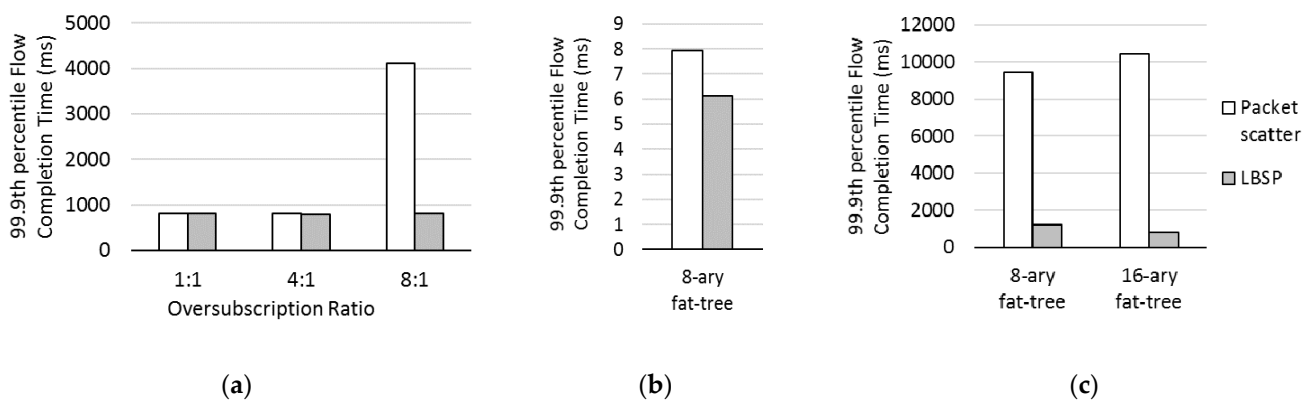 99.9th percentile Flow
Completion Time (ms)
5000
4000
3000
2000
1000
0
1:1
4:1
8:1
Oversubscription Ratio
(a)
99.9th percentile Flow
Completion Time (ms)
9
8
7
6
5
4
3
2
1
0
8-ary
fat-tree
(b)
99.9th percentile Flow
Completion Time (ms)
12000
10000
8000
6000
4000
2000
0
8-ary
fat-tree
16-ary
fat-tree
(c)
Packet
scatter
LBSP